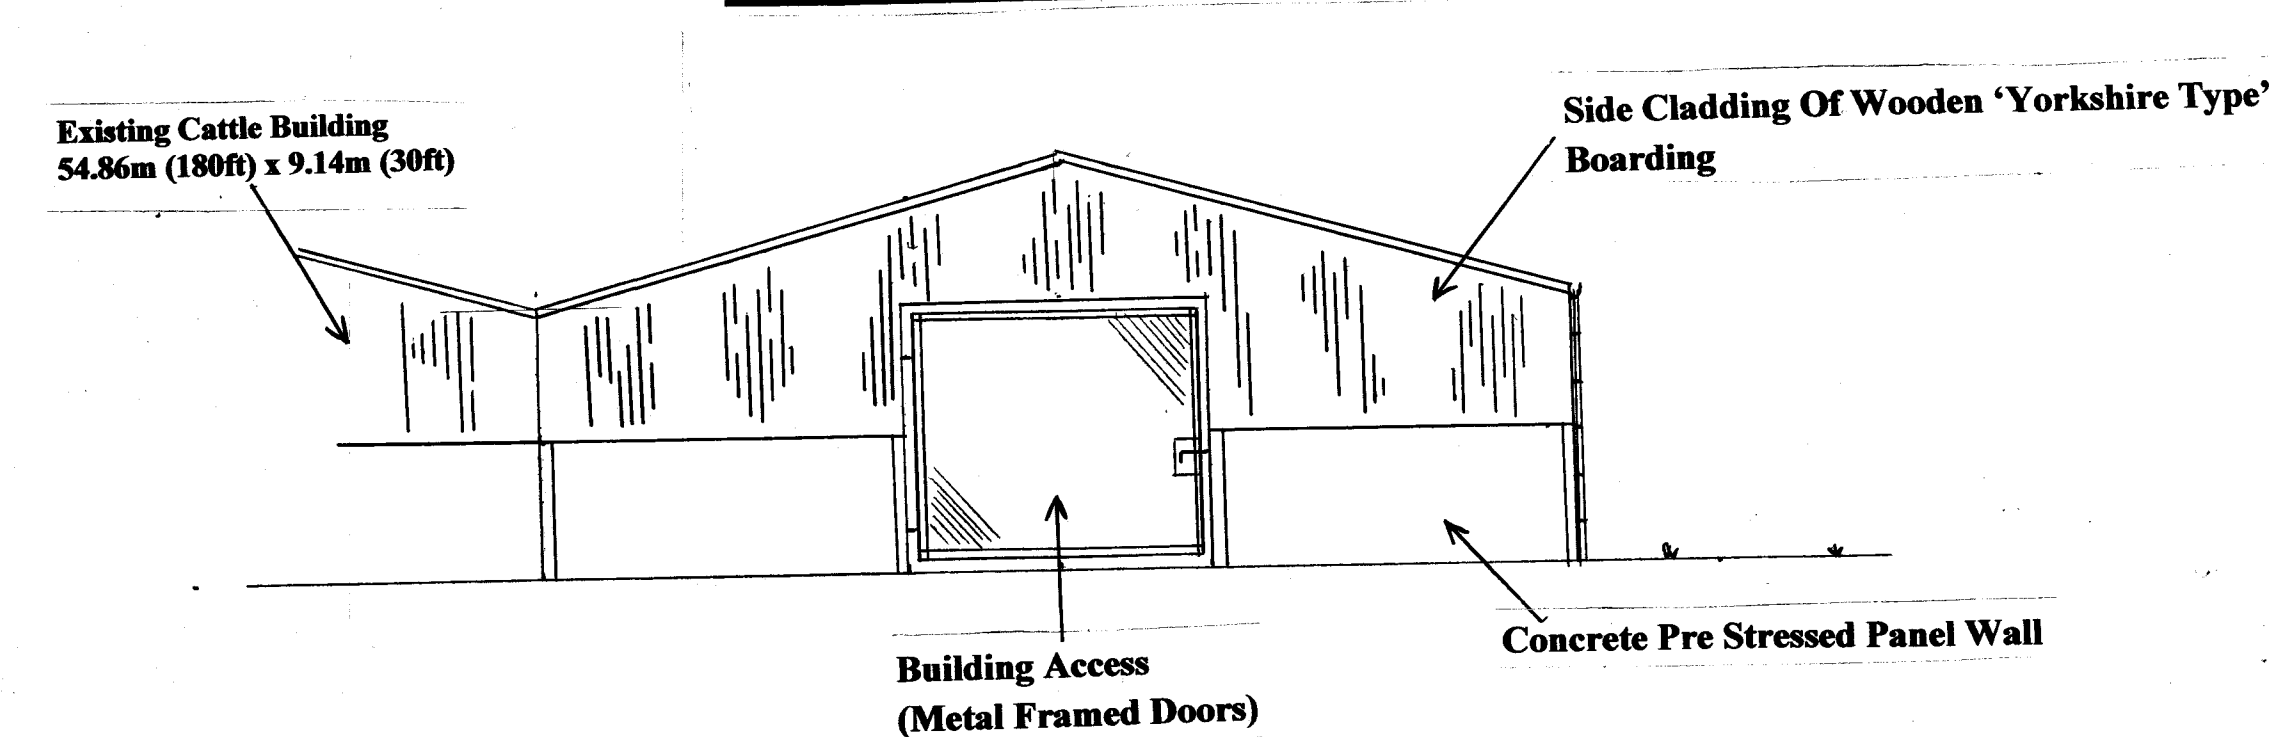 Existing Cattle Building
54.86m (180ft) x 9.14m (30ft)
Side Cladding Of Wooden ‘Yorkshire Type’
Boarding
Concrete Pre Stressed Panel Wall
Building Access
(Metal Framed Doors)